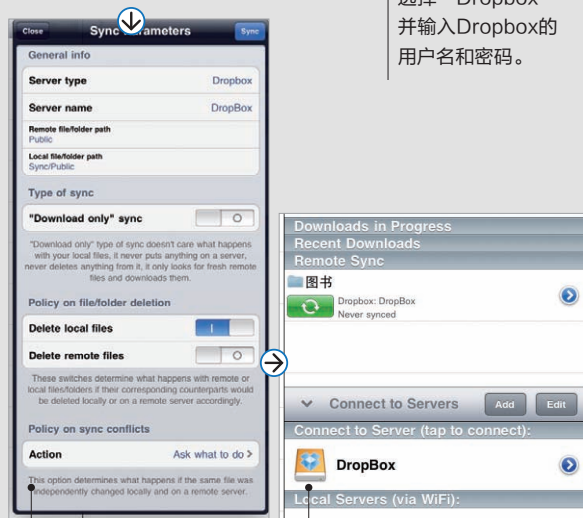 选择“Dropbox”
并输入Dropbox的
用户名和密码。
Close
Sync Parameters
Sync
General info
Server type Dropbox
Server name DropBox
Remote file/folder path
Public
Local file/folder path
Sync/Public
Type of sync
"Download only" sync
"Download only" type of sync doesn't care what happens
with your local files, it never puts anything on a server,
never deletes anything from it, it only looks for fresh remote
files and downloads them.
Policy on file/folder deletion
Delete local files
Delete remote files
These switches determine what happens with remote or
local files/folders if their corresponding counterparts would
be deleted locally or on a remote server accordingly.
Policy on sync conflicts
Action Ask what to do >
This option determines what happens if the same file was
independently changed locally and on a remote server.
Downloads in Progress
Recent Downloads
Remote Sync
图书
Dropbox: DropBox
Never synced
Connect to Servers Add Edit
Connect to Server (tap to connect):
DropBox
Local Servers (via WiFi):